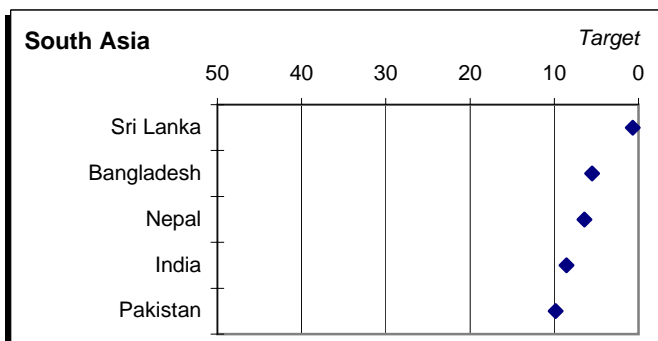 South Asia
Target
50 40 30 20 10 0
Sri Lanka
Bangladesh
Nepal
India
Pakistan